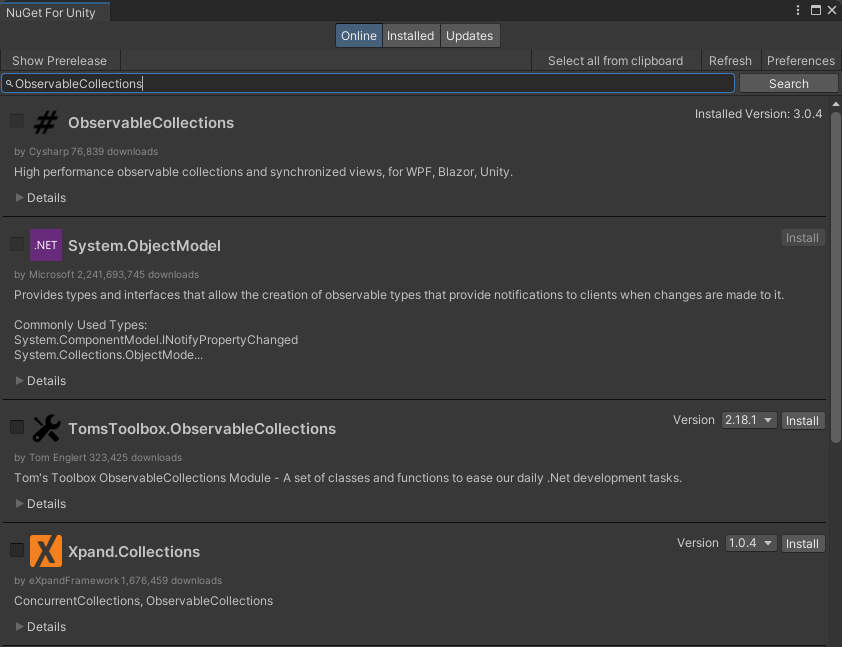 NuGet For Unity
Online Installed Updates
Show Prerelease Select all from clipboard Refresh Preferences
ObservableCollections Search
# ObservableCollections Installed Version: 3.0.4
by Cysharp 76,839 downloads
High performance observable collections and synchronized views, for WPF, Blazor, Unity.
Details
.NET System.ObjectModel Install
by Microsoft 2,241,693,745 downloads
Provides types and interfaces that allow the creation of observable types that provide notifications to clients when changes are made to it.
Commonly Used Types:
System.ComponentModel.INotifyPropertyChanged
System.Collections.ObjectMode...
Details
TomsToolbox.ObservableCollections Version 2.18.1 Install
by Tom Englert 323,425 downloads
Tom's Toolbox ObservableCollections Module - A set of classes and functions to ease our daily .Net development tasks.
Details
X Xpand.Collections Version 1.0.4 Install
by eXpandFramework 1,676,459 downloads
ConcurrentCollections, ObservableCollections
Details